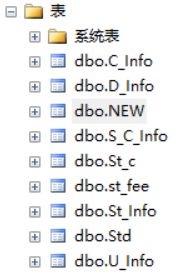 表
系统表
dbo.C_Info
dbo.D_Info
dbo.NEW
dbo.S_C_Info
dbo.St_c
dbo.st_fee
dbo.St_Info
dbo.Std
dbo.U_Info